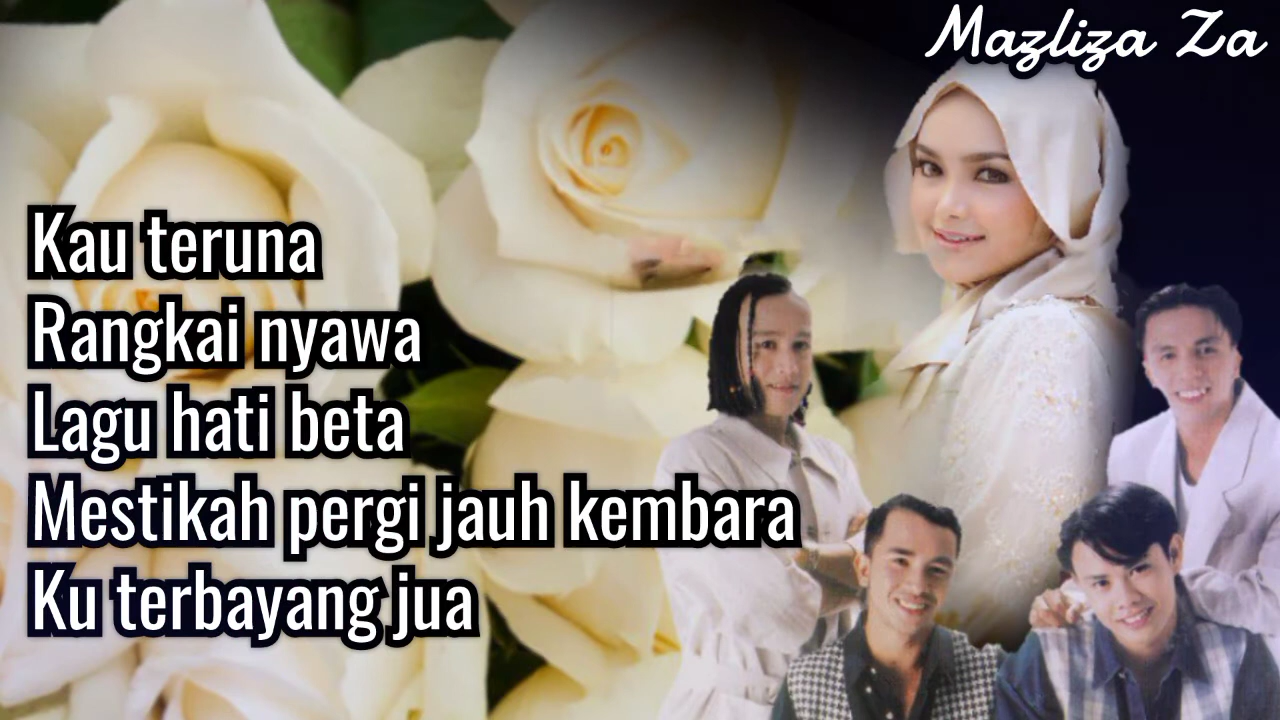 Mazliza Za
Kau teruna
Rangkai nyawa
Lagu hati beta
Mestikah pergi jauh kembara
Ku terbayang jua